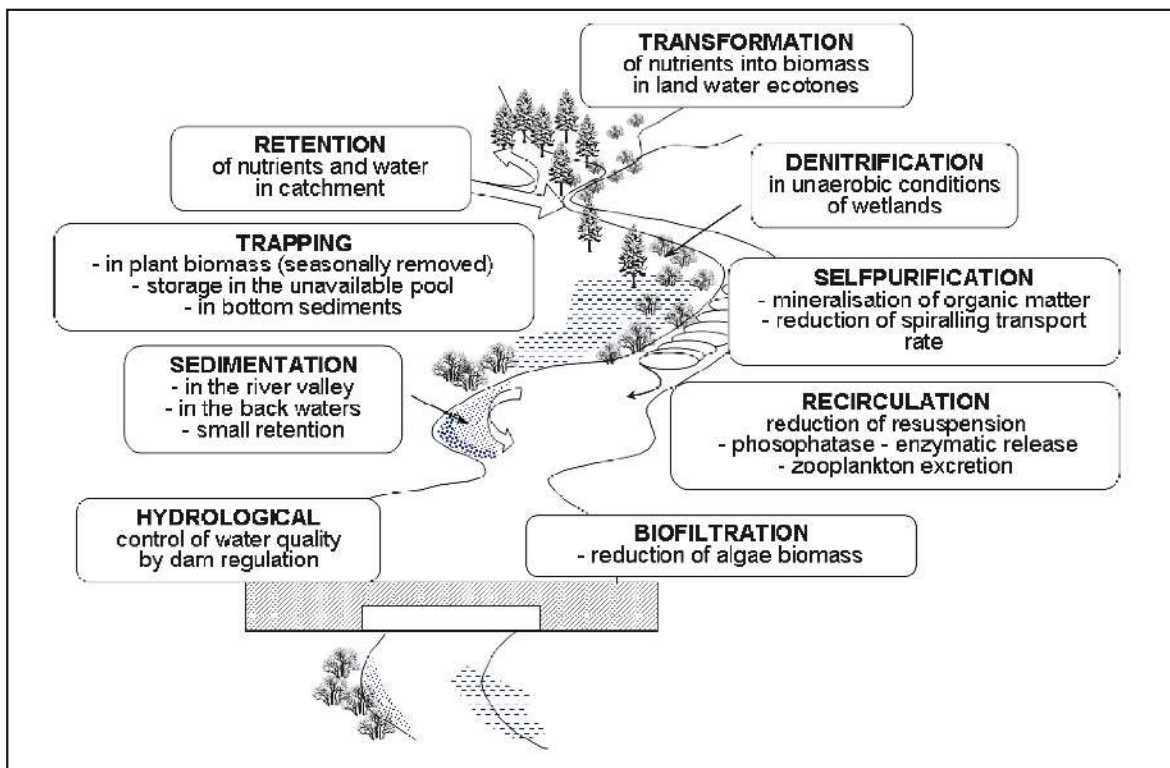 TRANSFORMATION
of nutrients into biomass
in land water ecotones
RETENTION
of nutrients and water
in catchment
DENITRIFICATION
in unaerobic conditions
of wetlands
TRAPPING
- in plant biomass (seasonally removed)
- storage in the unavailable pool
- in bottom sediments
SELFPURIFICATION
- mineralisation of organic matter
- reduction of spiralling transport
rate
SEDIMENTATION
- in the river valley
- in the back waters
- small retention
RECIRCULATION
reduction of resuspension
- phosophatase - enzymatic release
- zooplankton excretion
HYDROLOGICAL
control of water quality
by dam regulation
BIOFILTRATION
- reduction of algae biomass